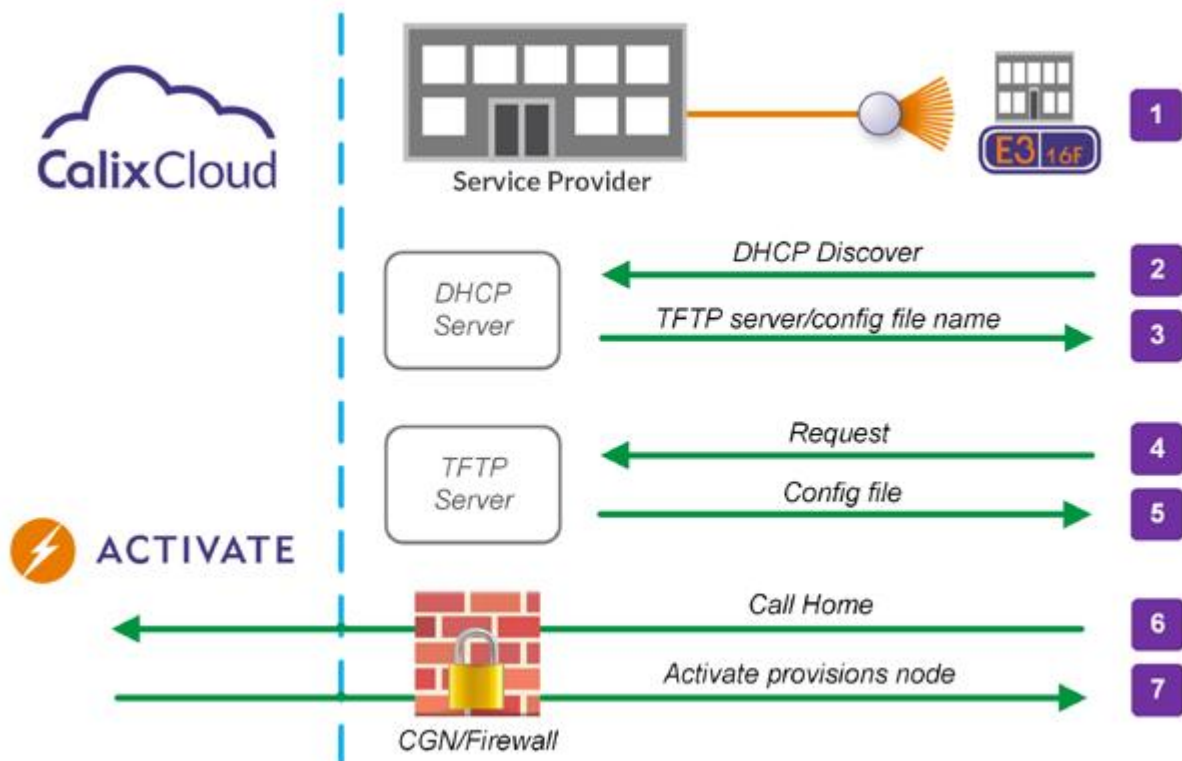 CalixCloud
Service Provider
E3 16F
1
DHCP
Server
DHCP Discover
2
TFTP server/config file name
3
TFTP
Server
Request
4
Config file
5
ACTIVATE
Call Home
6
Activate provisions node
7
CGN/Firewall